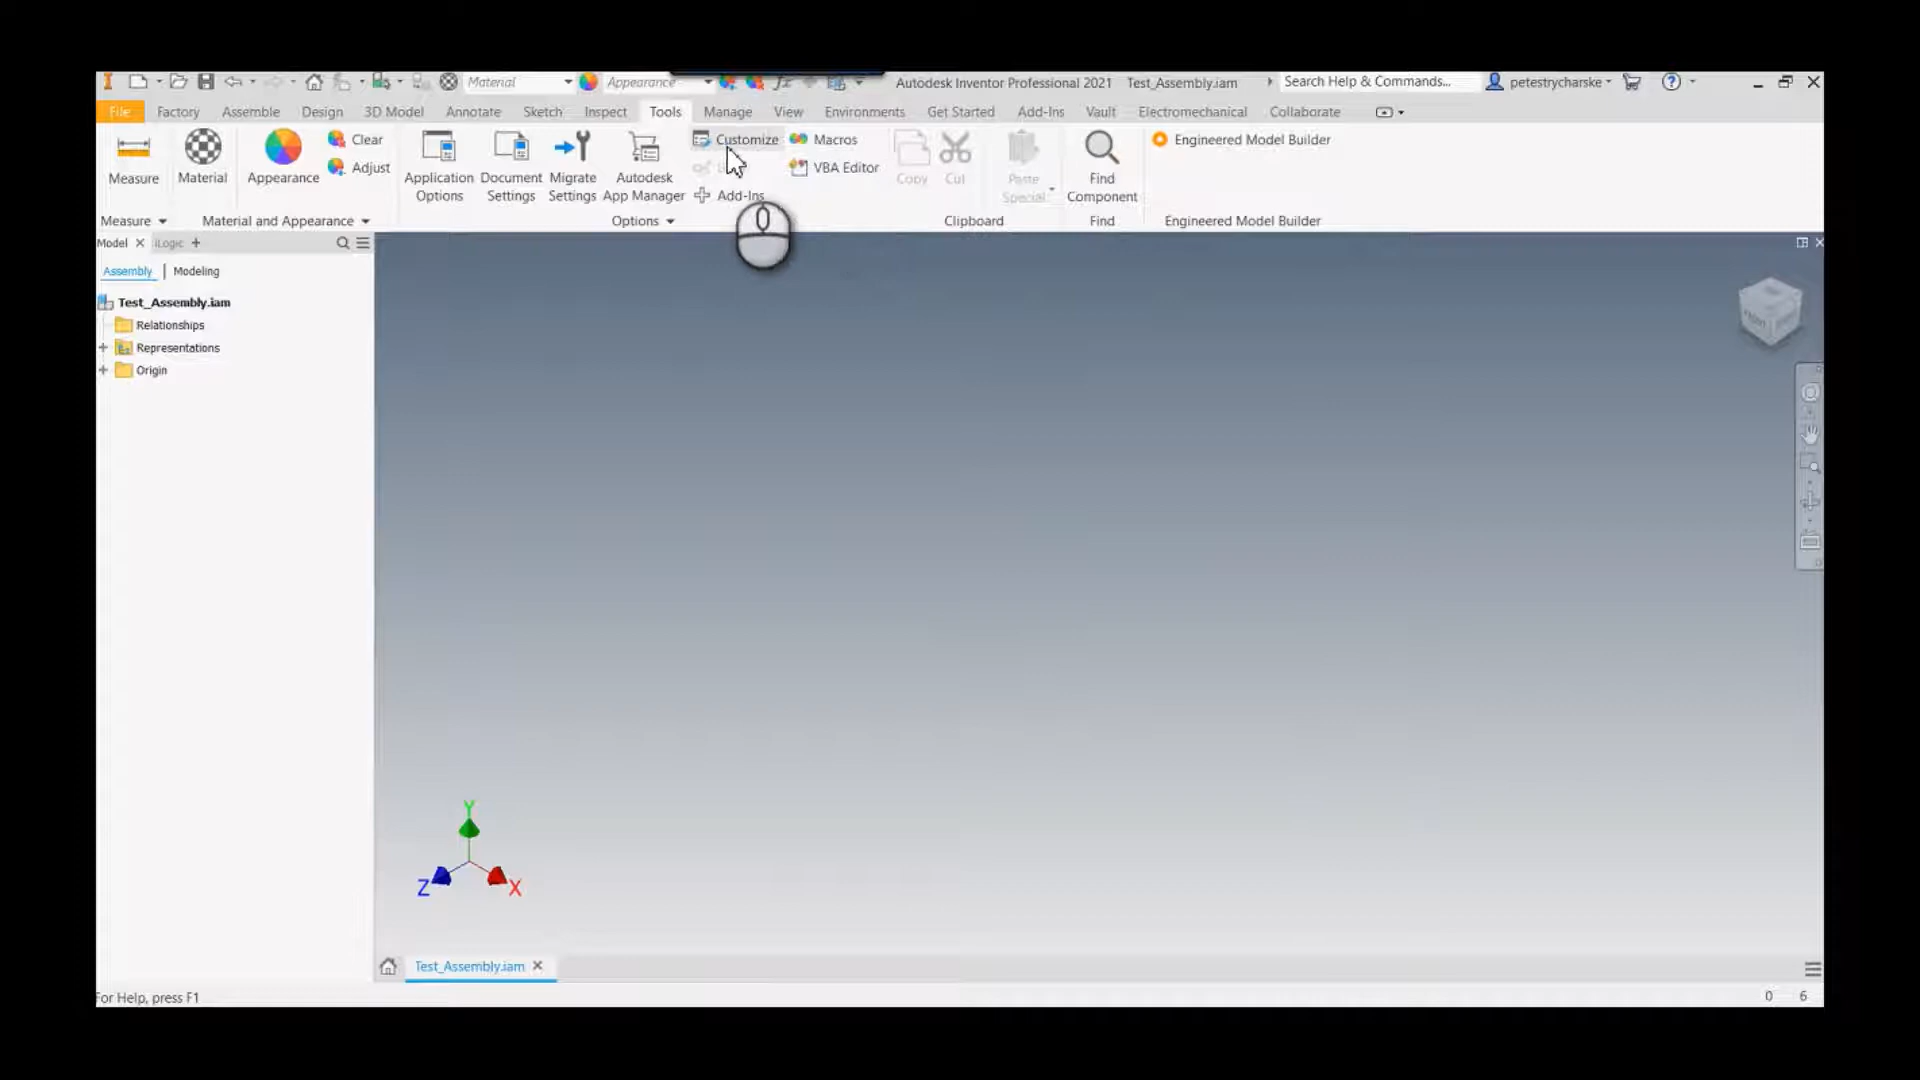 Material Appearance Autodesk Inventor Professional 2021 Test_Assembly.iam Search Help & Commands... petestrycharske
File Factory Assemble Design 3D Model Annotate Sketch Inspect Tools Manage View Environments Get Started Add-Ins Vault Electromechanical Collaborate
Measure
Material
Appearance
Clear
Adjust
Application
Options
Document
Settings
Migrate
Settings
Autodesk
App Manager
Customize
Add-Ins
Macros
VBA Editor
Copy
Cut
Paste
Special
Find
Component
Engineered Model Builder
Measure Material and Appearance Options Clipboard Find Engineered Model Builder
Model iLogic
Assembly | Modeling
Test_Assembly.iam
Relationships
Representations
Origin
FRONT
Y
Z
X
Test_Assembly.iam
For Help, press F1
0 6